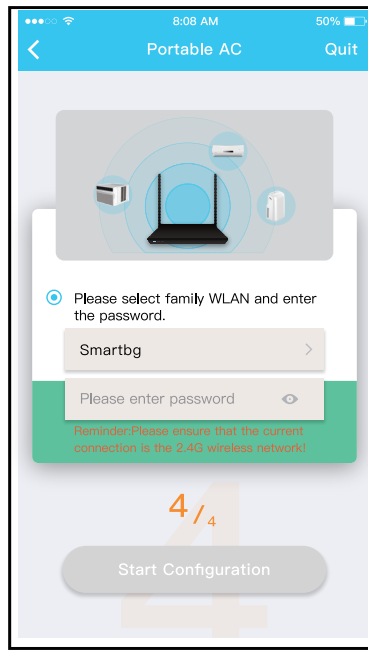 8:08 AM
50%
Portable AC
Quit
Please select family WLAN and enter
the password.
Smartbg
Please enter password
Reminder:Please ensure that the current
connection is the 2.4G wireless network!
4/4
4
Start Configuration